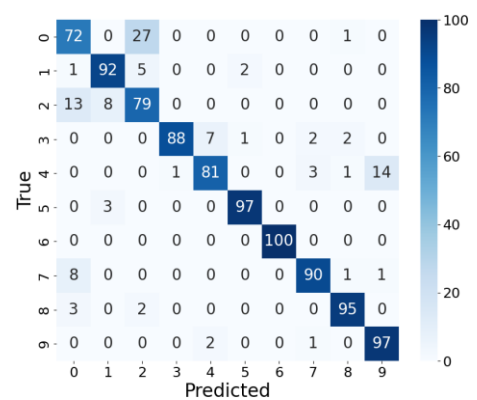 0 72 0 27 0 0 0 0 0 1 0
1 1 92 5 0 0 2 0 0 0 0
2 13 8 79 0 0 0 0 0 0 0
3 0 0 0 88 7 1 0 2 2 0
4 0 0 0 1 81 0 0 3 1 14
5 0 3 0 0 0 97 0 0 0 0
6 0 0 0 0 0 0 100 0 0 0
7 8 0 0 0 0 0 0 90 1 1
8 3 0 2 0 0 0 0 0 95 0
9 0 0 0 0 2 0 0 1 0 97
0 1 2 3 4 5 6 7 8 9
Predicted
True
100
80
60
40
20
0